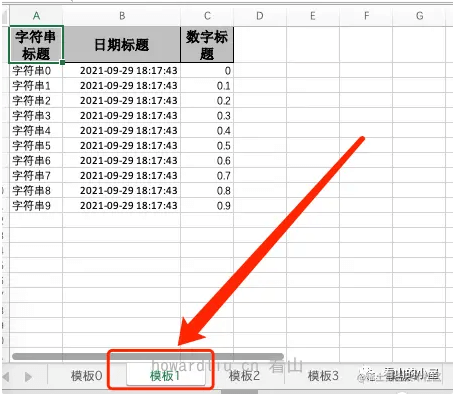 A B C D E F G
字符串标题 日期标题 数字标题
字符串0 2021-09-29 18:17:43 0
字符串1 2021-09-29 18:17:43 0.1
字符串2 2021-09-29 18:17:43 0.2
字符串3 2021-09-29 18:17:43 0.3
字符串4 2021-09-29 18:17:43 0.4
字符串5 2021-09-29 18:17:43 0.5
字符串6 2021-09-29 18:17:43 0.6
字符串7 2021-09-29 18:17:43 0.7
字符串8 2021-09-29 18:17:43 0.8
字符串9 2021-09-29 18:17:43 0.9
howardliu.cn 看山
模板0 模板1 模板2 模板3 看山的小屋